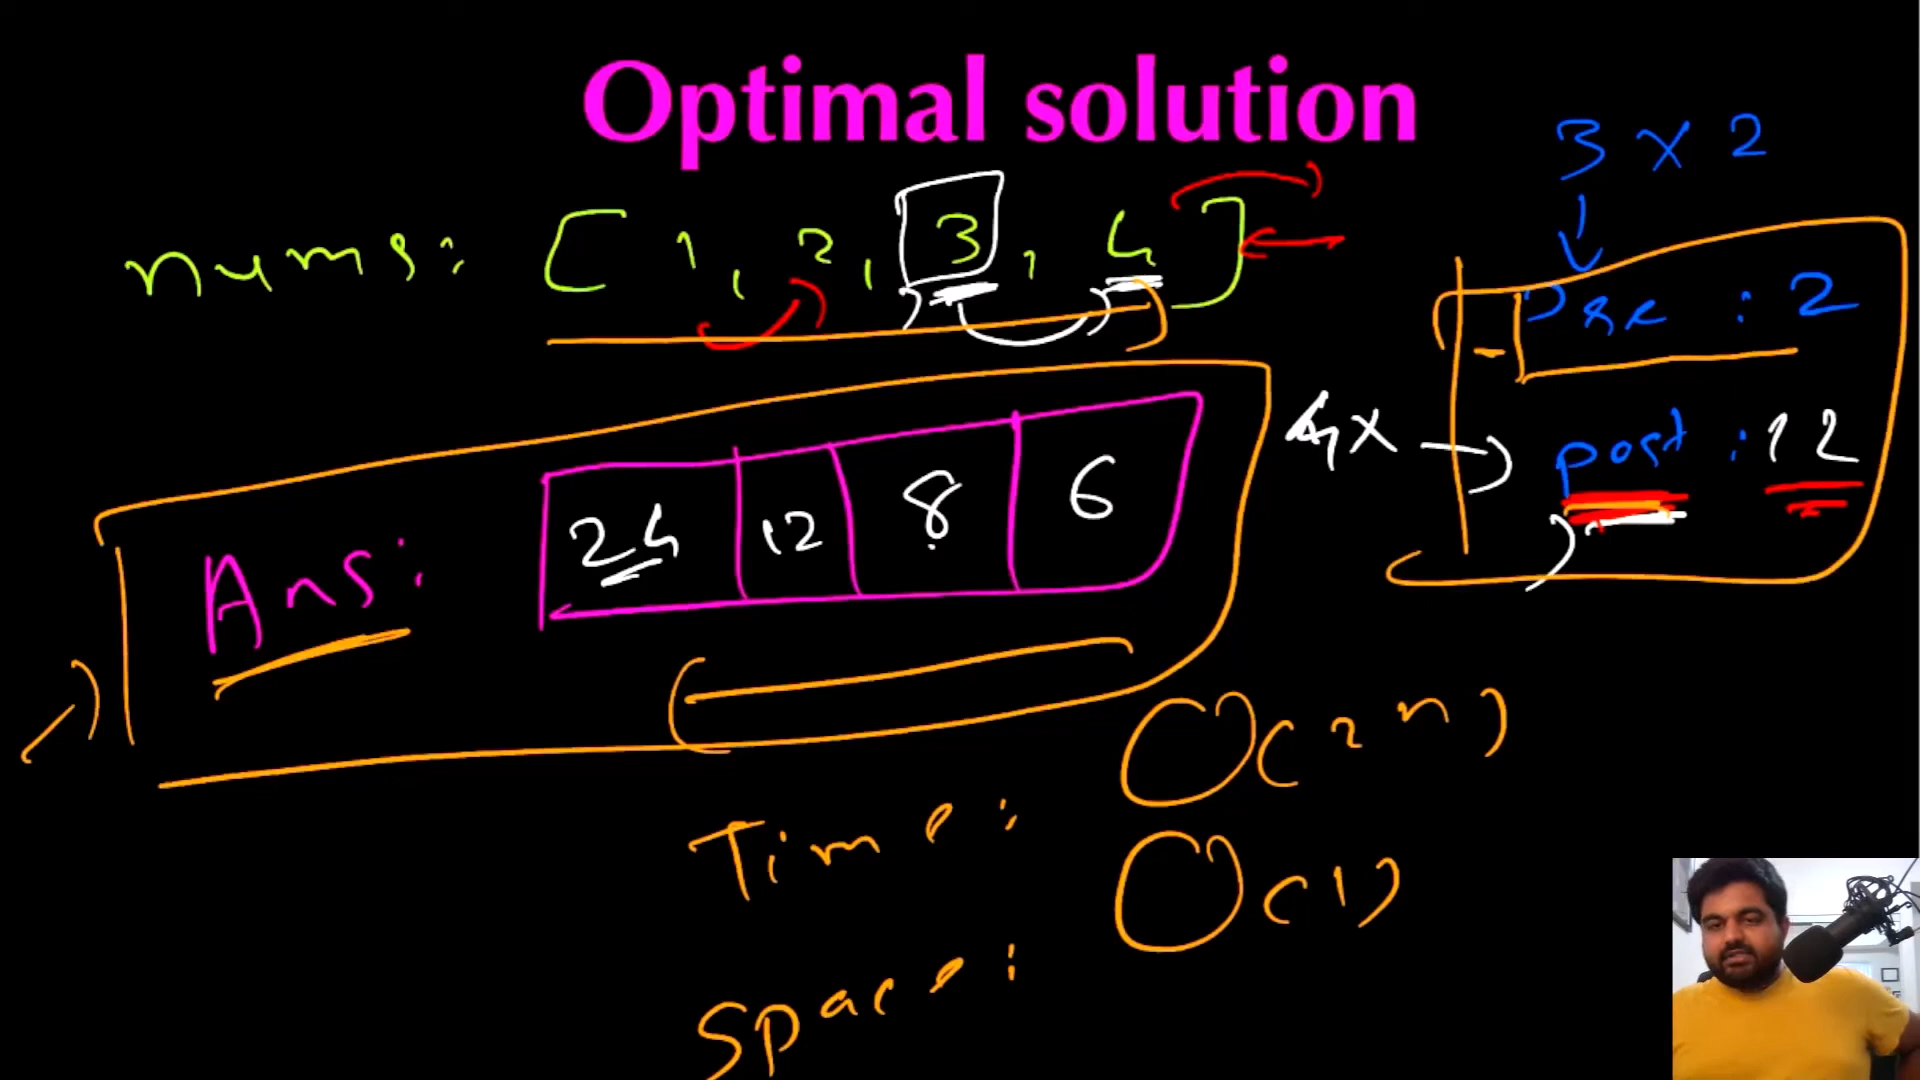 Optimal solution
3 x 2
nums: [ 1, 2, 3, 4 ]
Pre : 2
4x
post : 12
Ans: 24 12 8 6
Time: O(2n)
Space: O(1)